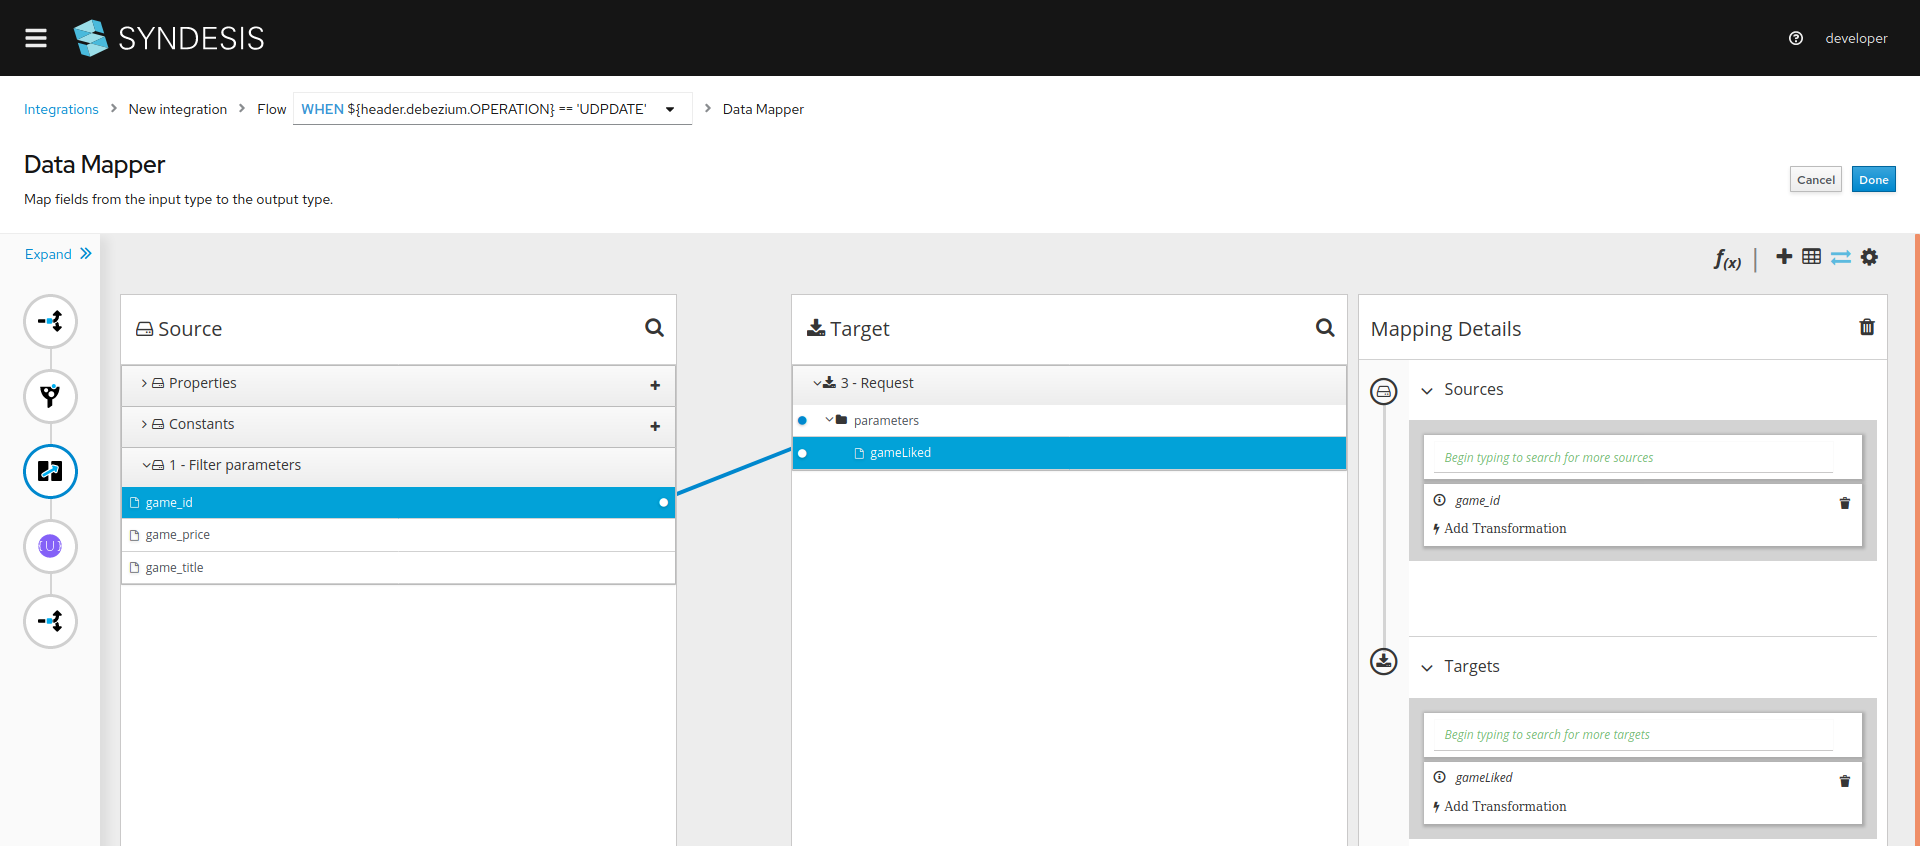 SYNDESIS
developer
Integrations > New integration > Flow WHEN ${header.debezium.OPERATION} == 'UDPDATE' > Data Mapper
Data Mapper
Map fields from the input type to the output type.
Cancel Done
Expand
f(x)
Source
Properties
Constants
1 - Filter parameters
game_id
game_price
game_title
Target
3 - Request
parameters
gameLiked
Mapping Details
Sources
Begin typing to search for more sources
game_id
Add Transformation
Targets
Begin typing to search for more targets
gameLiked
Add Transformation